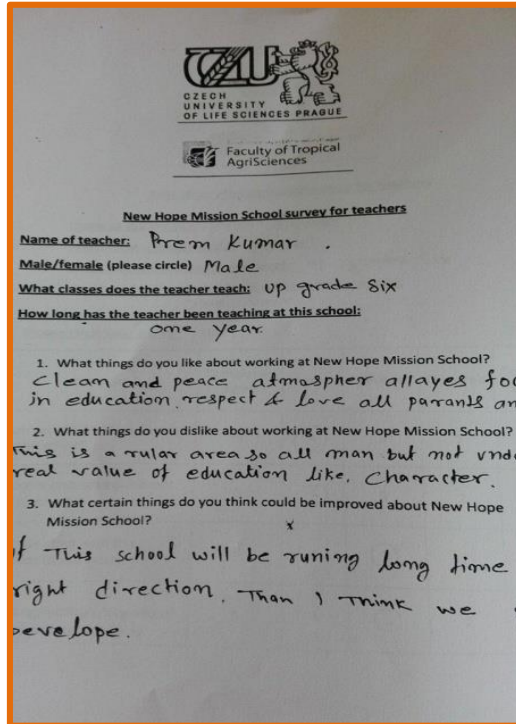 CZU
CZECH
UNIVERSITY
OF LIFE SCIENCES PRAGUE
Faculty of Tropical
AgriSciences
New Hope Mission School survey for teachers
Name of teacher: Prem Kumar .
Male/female (please circle) Male
What classes does the teacher teach: up grade Six
How long has the teacher been teaching at this school:
one year
1. What things do you like about working at New Hope Mission School?
Clean and peace atmospher allayes foc
in education, respect & love all parants an
2. What things do you dislike about working at New Hope Mission School?
This is a rular area so all man but not unde
real value of education like, Character.
3. What certain things do you think could be improved about New Hope
Mission School?
x
If This school will be runing long time
right direction. Than I Think we
Develope.